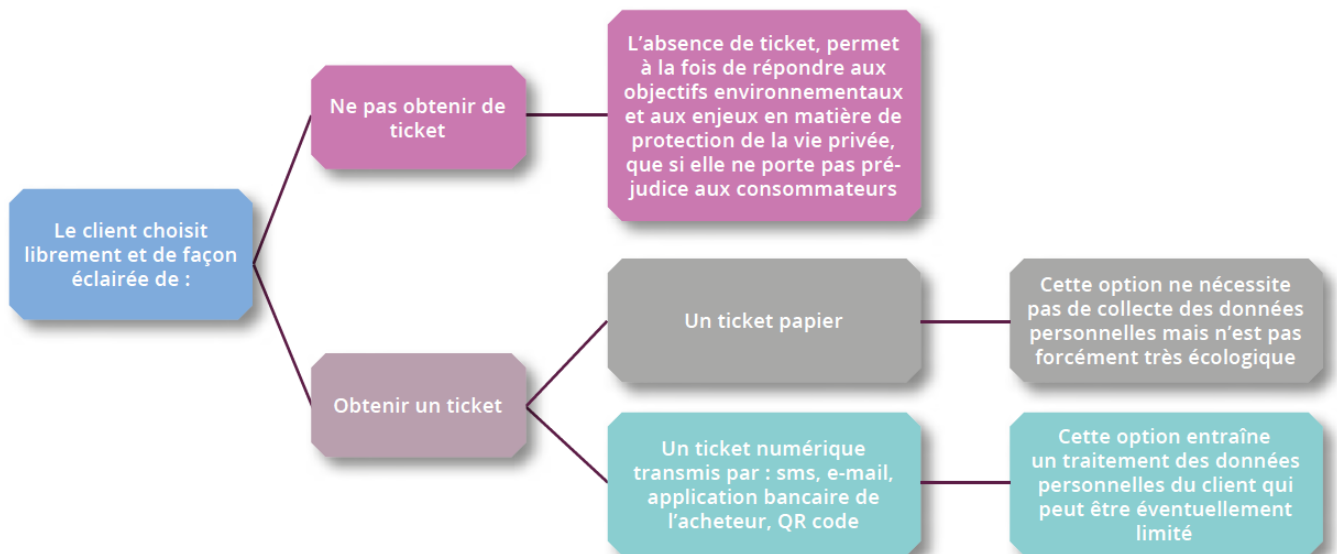 Le client choisit
librement et de façon
éclairée de :
Ne pas obtenir de
ticket
L'absence de ticket, permet
à la fois de répondre aux
objectifs environnementaux
et aux enjeux en matière de
protection de la vie privée,
que si elle ne porte pas pré-
judice aux consommateurs
Obtenir un ticket
Un ticket papier
Cette option ne nécessite
pas de collecte des données
personnelles mais n'est pas
forcément très écologique
Un ticket numérique
transmis par : sms, e-mail,
application bancaire de
l'acheteur, QR code
Cette option entraîne
un traitement des données
personnelles du client qui
peut être éventuellement
limité